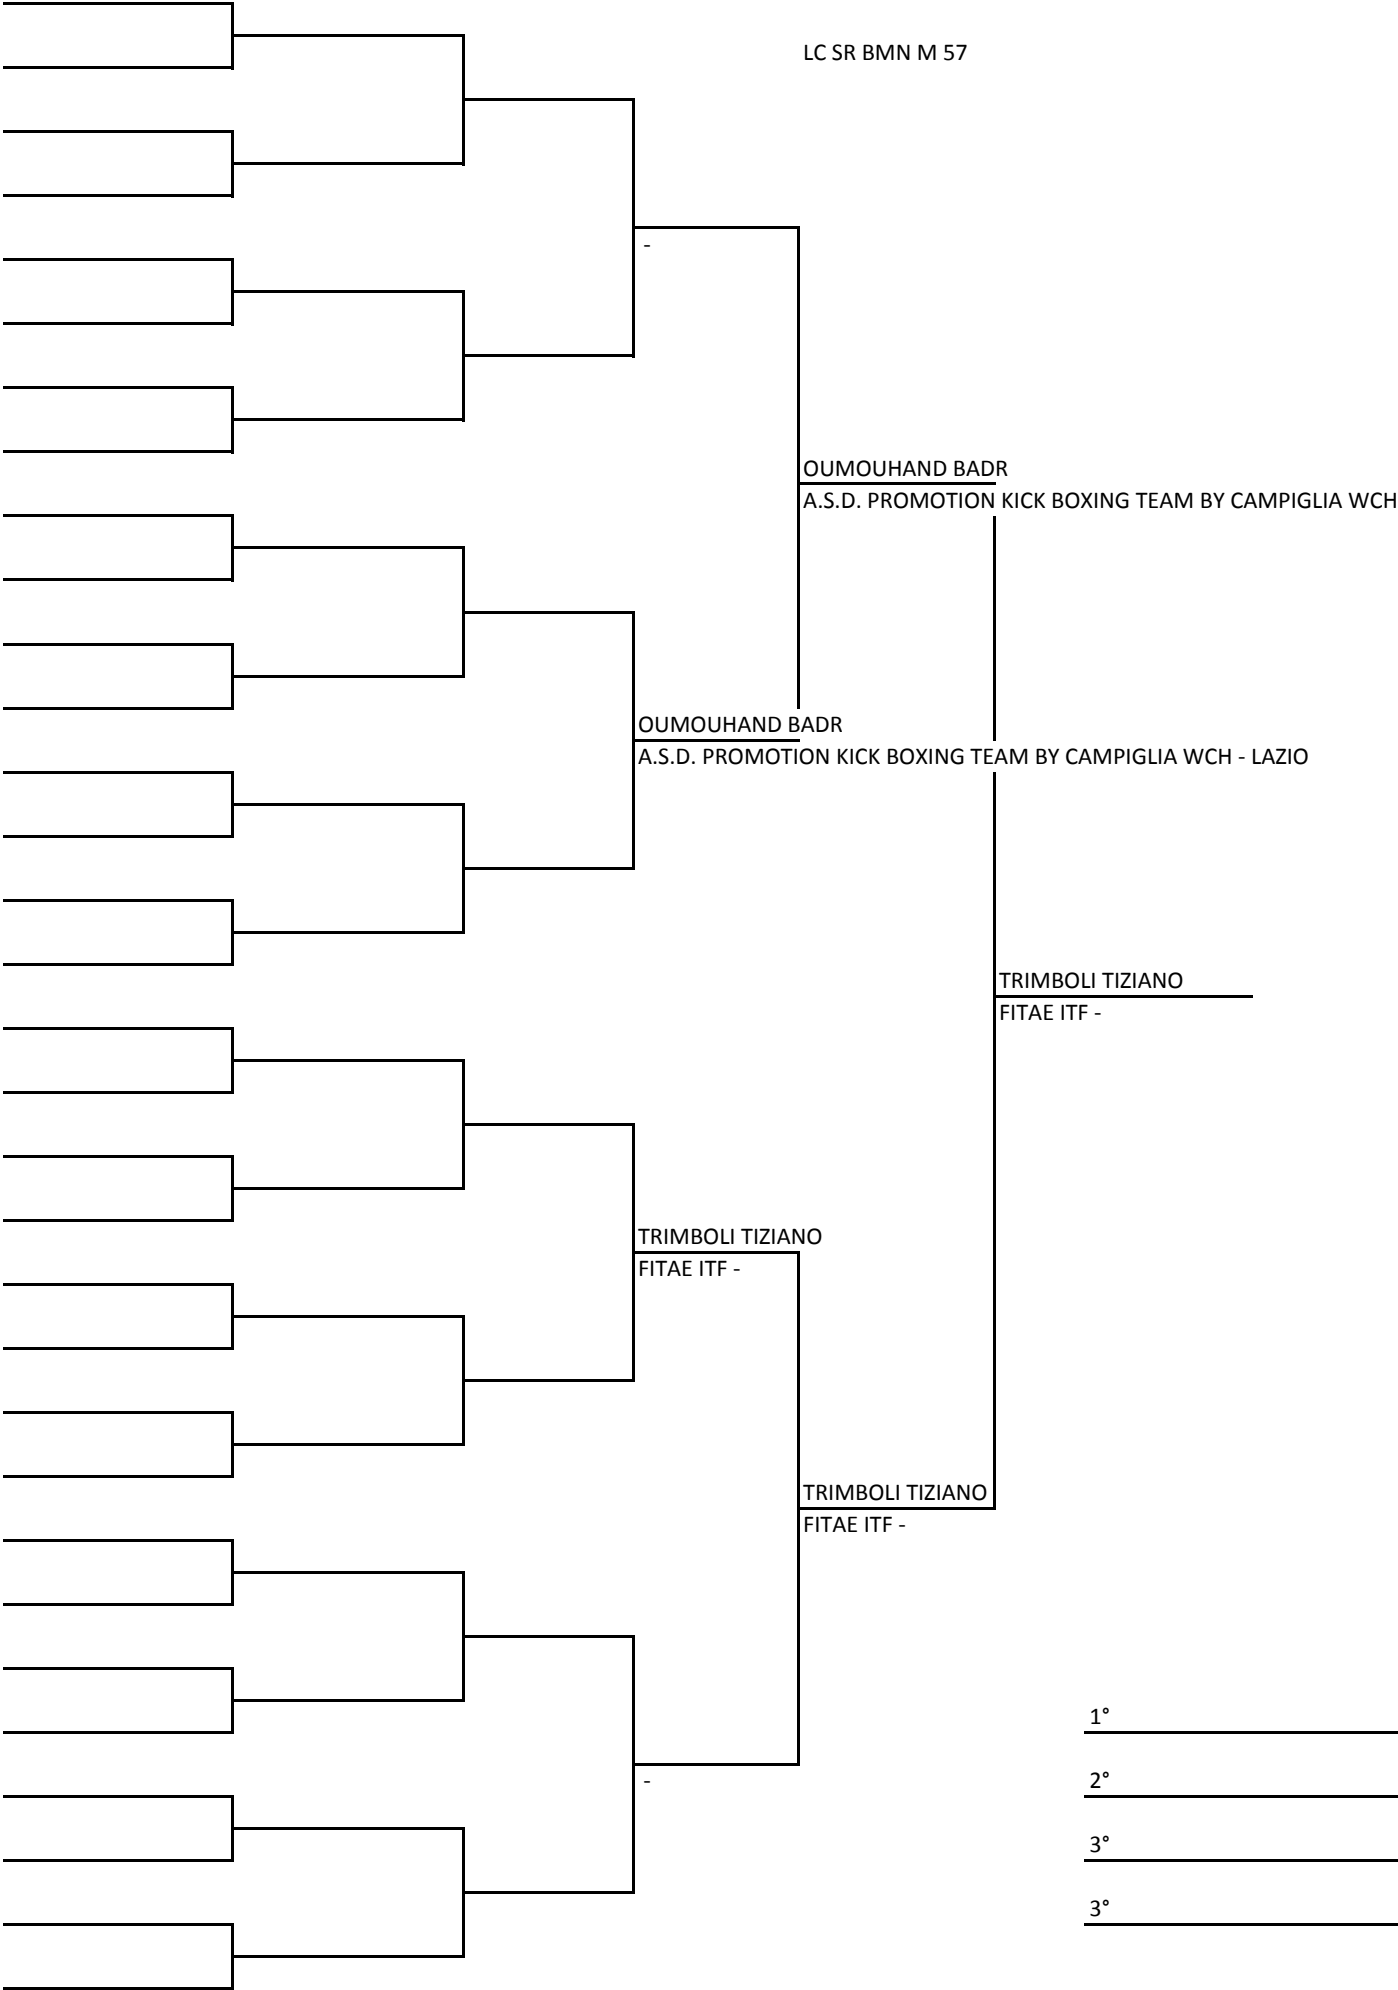 LC SR BMN M 57
-
OUMOUHAND BADR
A.S.D. PROMOTION KICK BOXING TEAM BY CAMPIGLIA WCH
OUMOUHAND BADR
A.S.D. PROMOTION KICK BOXING TEAM BY CAMPIGLIA WCH - LAZIO
TRIMBOLI TIZIANO
FITAE ITF -
TRIMBOLI TIZIANO
FITAE ITF -
TRIMBOLI TIZIANO
FITAE ITF -
1°
-
2°
3°
3°